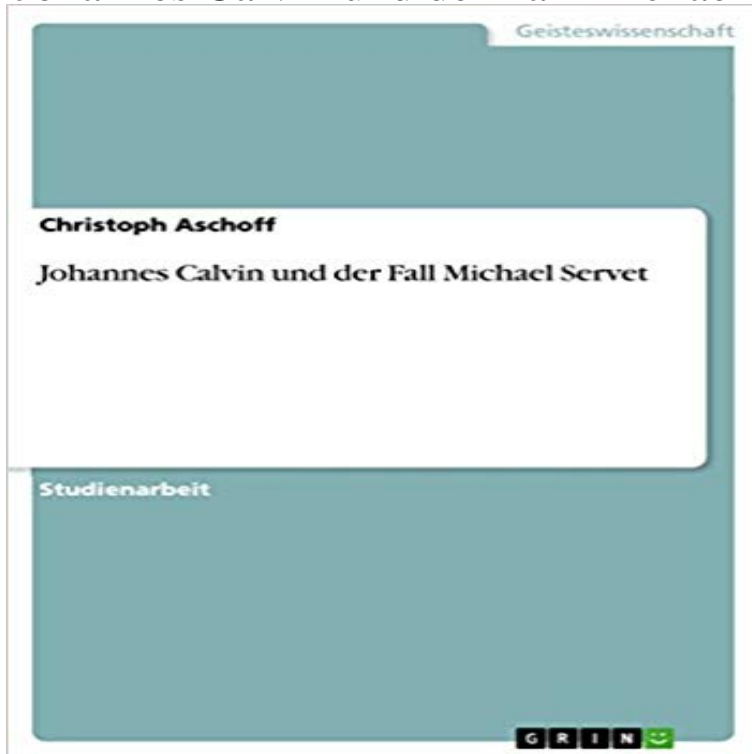 Geisteswissenschaft
Christoph Aschoff
Johannes Calvin und der Fall Michael Servet
Studienarbeit
GRIN